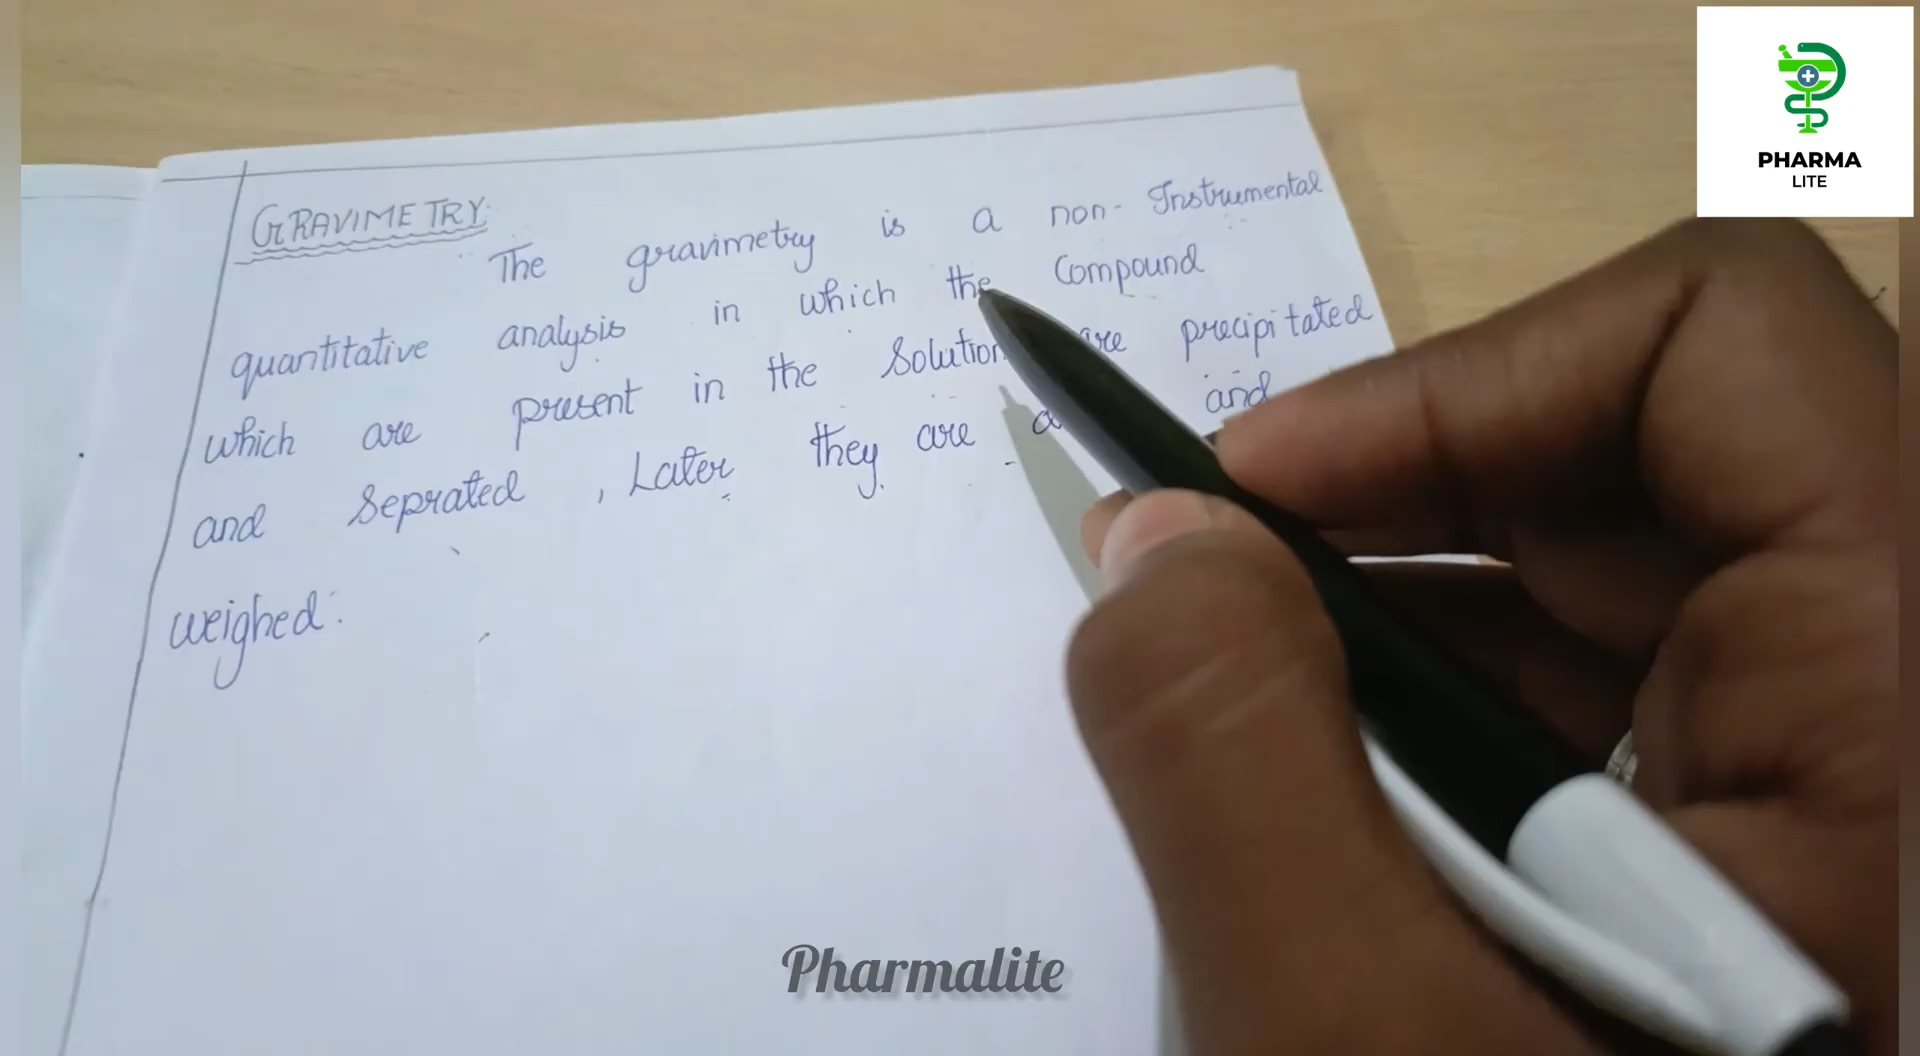 GRAVIMETRY:
The gravimetry is a non-Instrumental
quantitative analysis in which the Compound
which are present in the Solution are precipitated
and Seprated, Later they are and
weighed.
PHARMA
LITE
Pharmalite